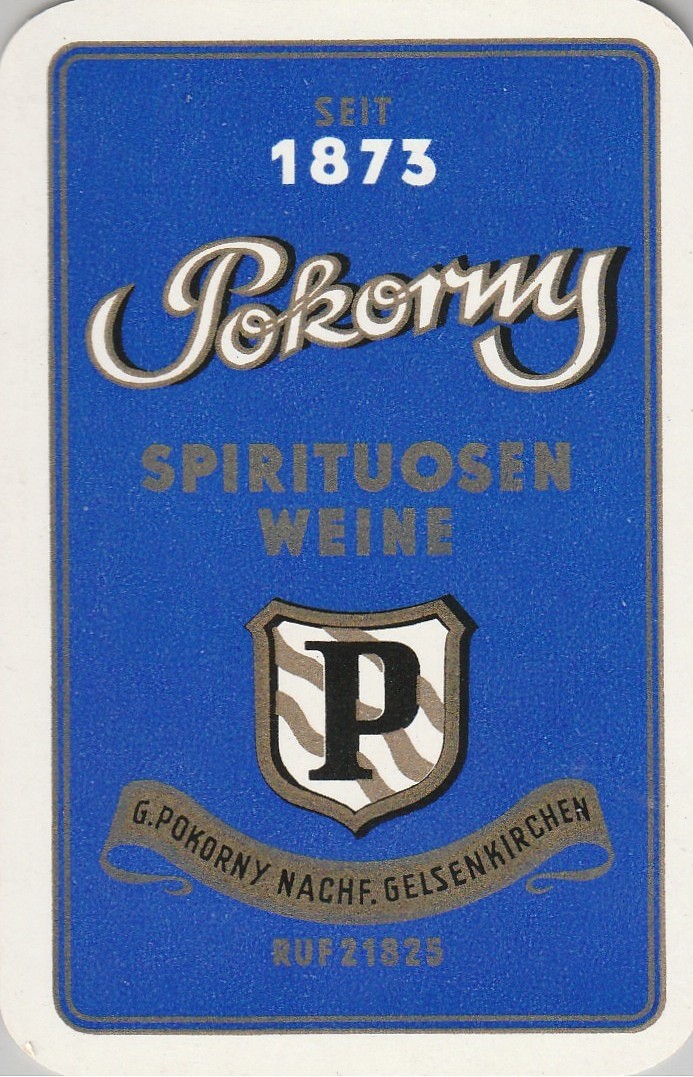 SEIT
1873
Pokorny
SPIRITUOSEN
WEINE
P
G. POKORNY NACHF. GELSENKIRCHEN
RUF 21825